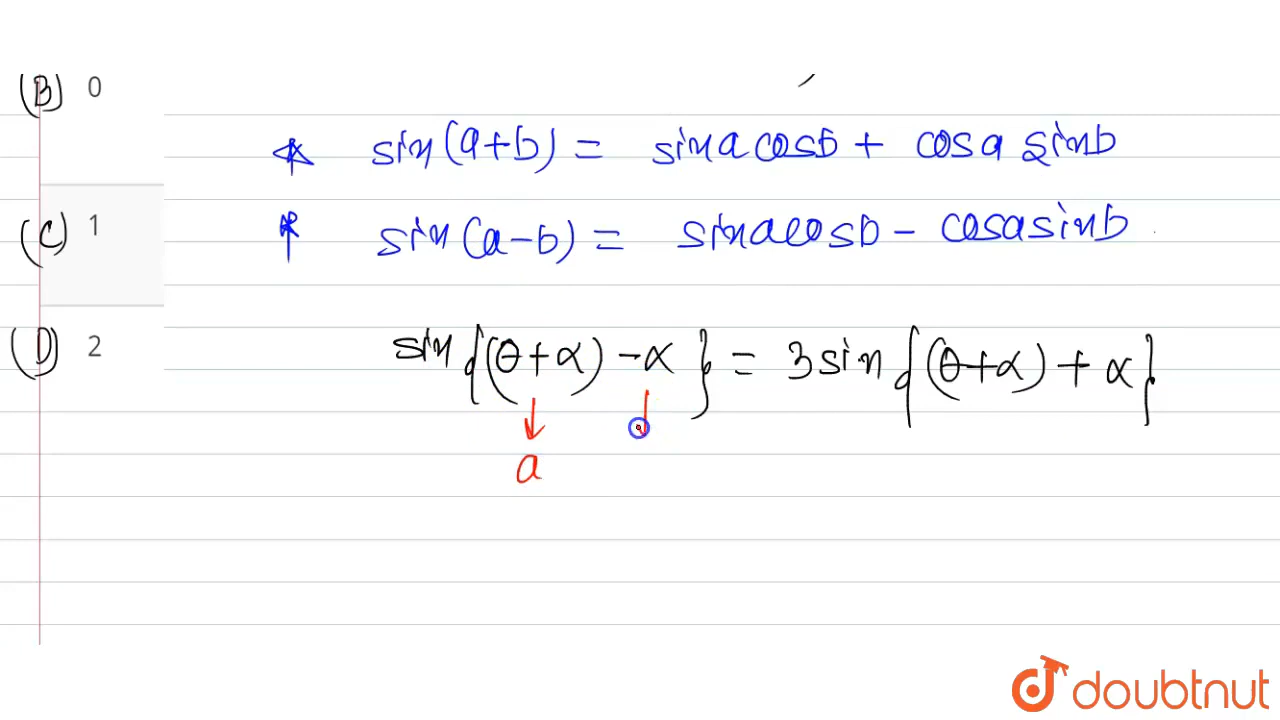 (B) 0
* sin(a+b) = sina cosb + cosa sinb
(C) 1
* sin(a-b) = sinacosb - cosasinb
(D) 2
sin{(θ+α) -α} = 3sin{(θ+α) + α}
a
doubtnut